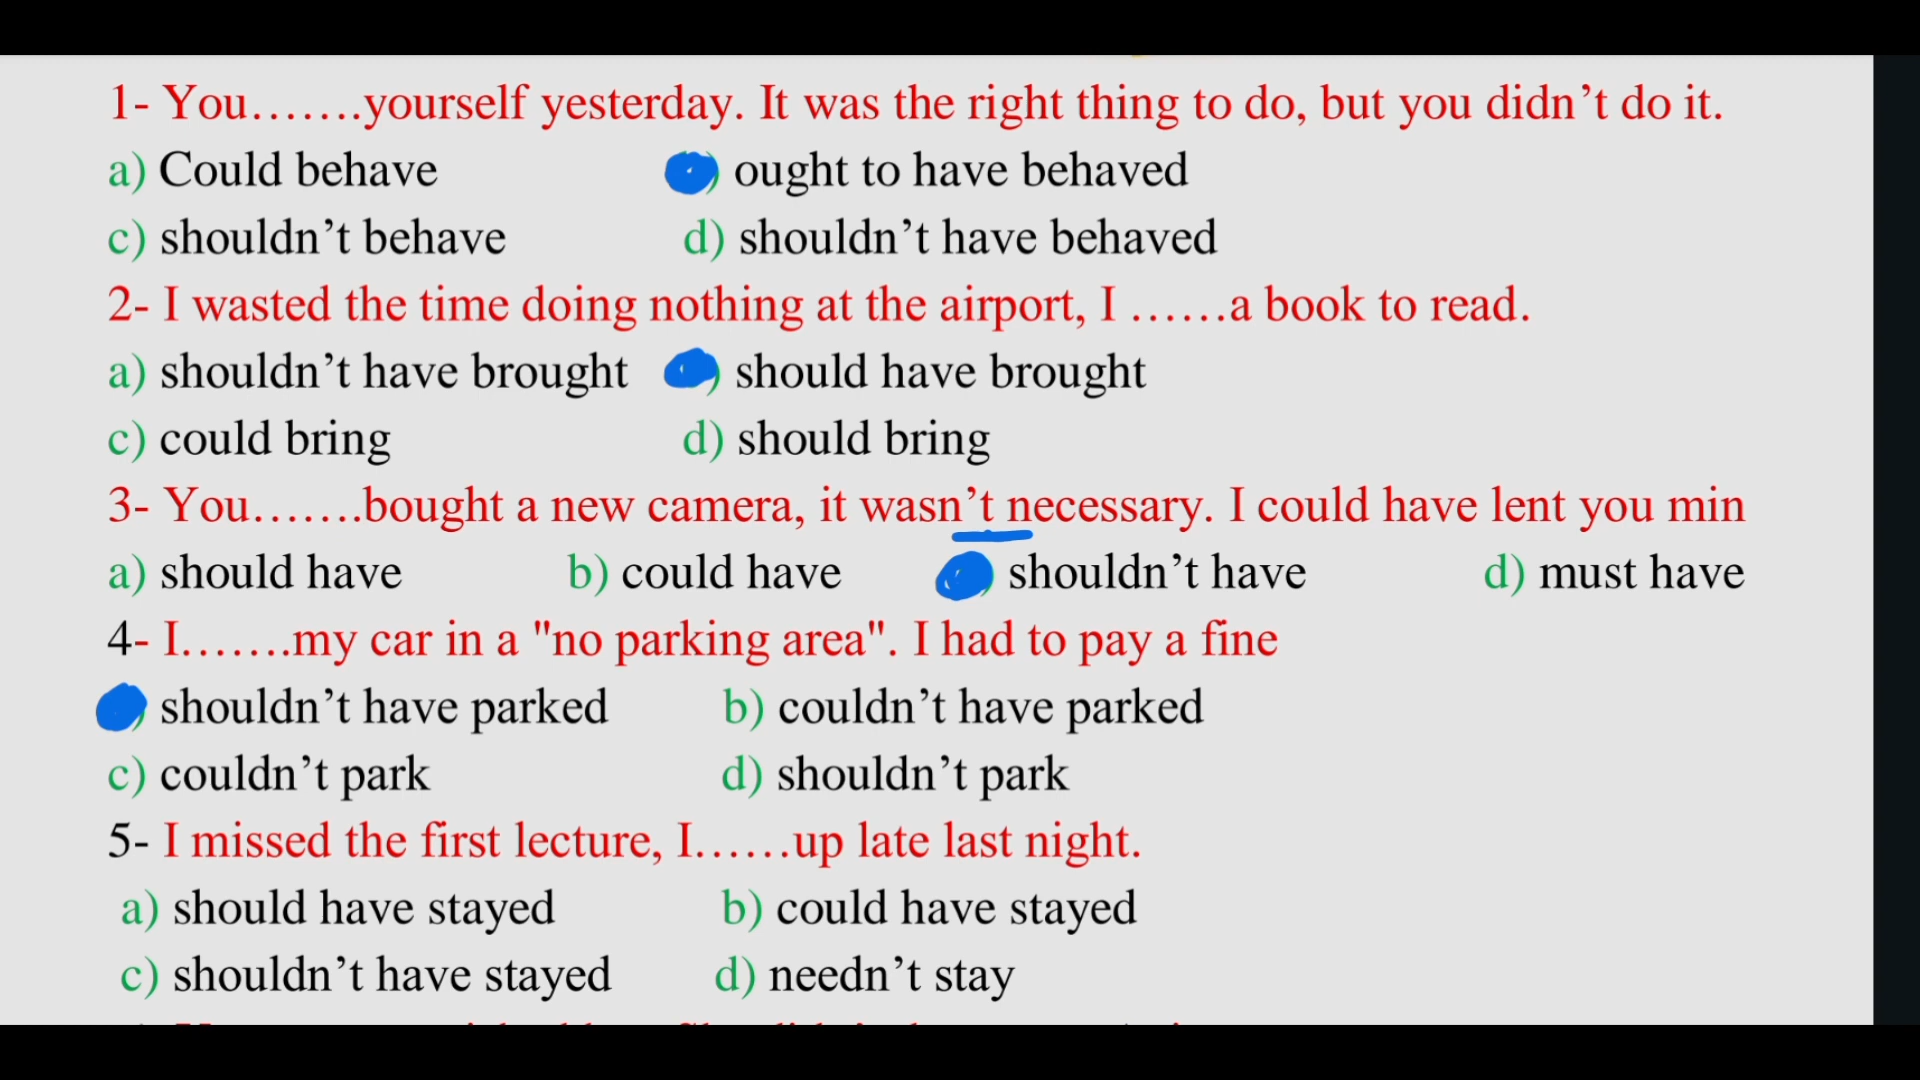 1- You.......yourself yesterday. It was the right thing to do, but you didn’t do it.
a) Could behave ) ought to have behaved
c) shouldn’t behave d) shouldn’t have behaved
2- I wasted the time doing nothing at the airport, I ......a book to read.
a) shouldn’t have brought ) should have brought
c) could bring d) should bring
3- You.......bought a new camera, it wasn’t necessary. I could have lent you min
a) should have b) could have ) shouldn’t have d) must have
4- I.......my car in a "no parking area". I had to pay a fine
) shouldn’t have parked b) couldn’t have parked
c) couldn’t park d) shouldn’t park
5- I missed the first lecture, I......up late last night.
a) should have stayed b) could have stayed
c) shouldn’t have stayed d) needn’t stay